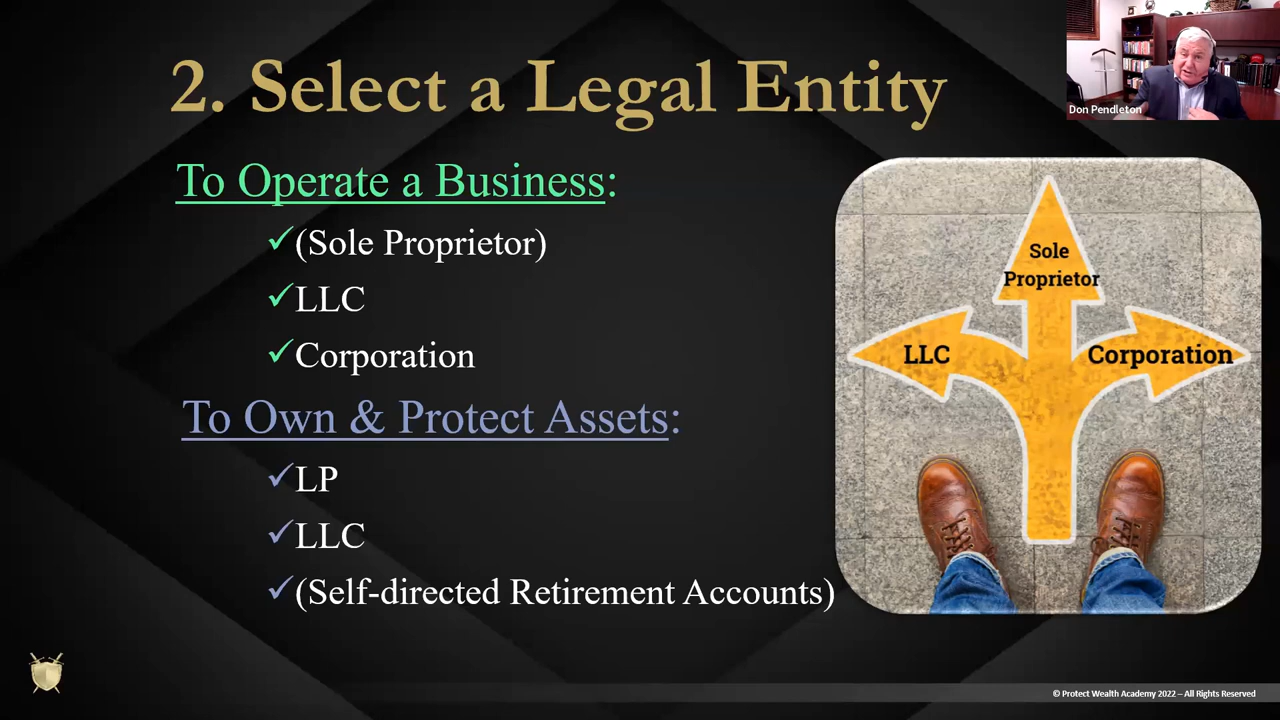 2. Select a Legal Entity
Don Pendleton
To Operate a Business:
(Sole Proprietor)
LLC
Corporation
To Own & Protect Assets:
LP
LLC
(Self-directed Retirement Accounts)
Sole
Proprietor
LLC
Corporation
© Protect Wealth Academy 2022 – All Rights Reserved